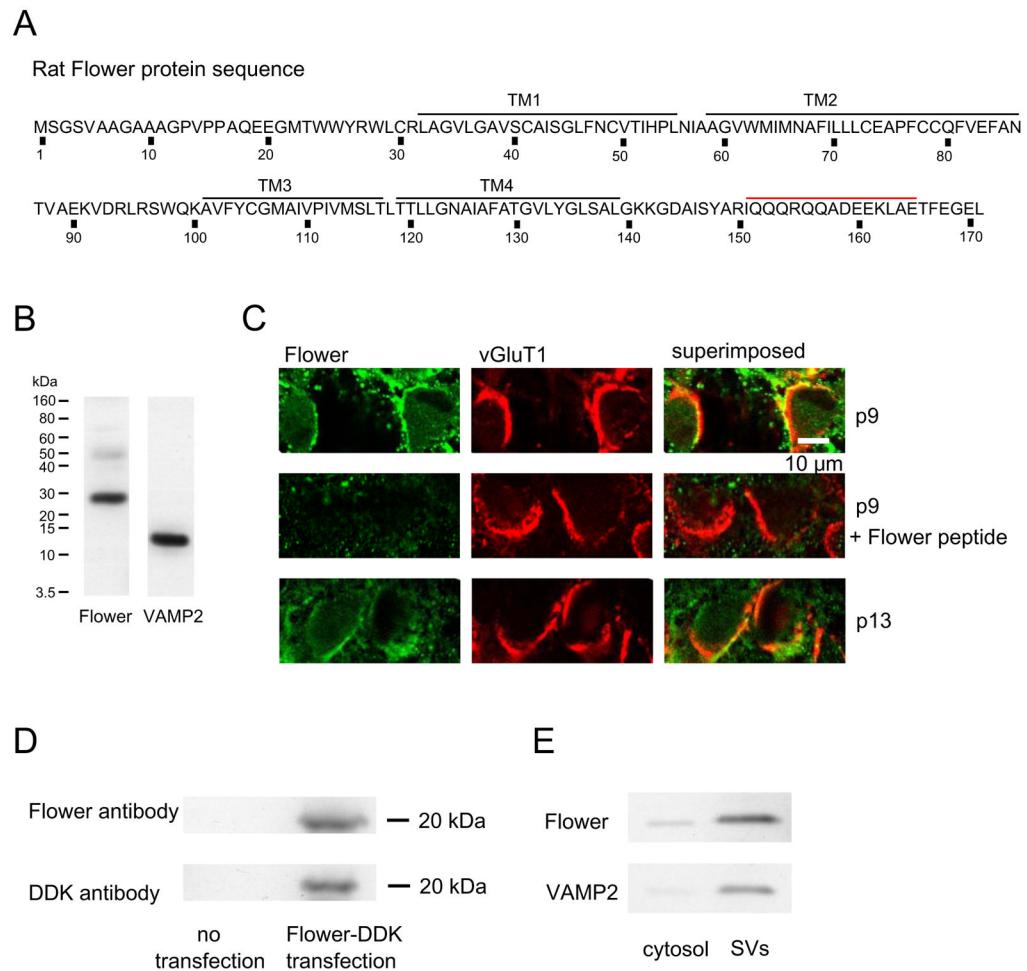 A
Rat Flower protein sequence
TM1 TM2
MSGSVAAGAAAGPVPPAQEEGMTWWYRWLCRLAGVLGAVSCAISGLFNCVTIHPLNIAAGVWMIMNAFILLLCEAPFCCQFVEFAN
1 10 20 30 40 50 60 70 80
TM3 TM4
TVAEKVDRLRSWQKAVFYCGMAIVPIVMSLTLTTLLGNAIAFATGVLYGLSALGKKGDAISYARIQQQRQQADEEKLAETFEGEL
90 100 110 120 130 140 150 160 170
B
kDa
160
80
60
50
40
30
20
15
10
3.5
Flower VAMP2
C
Flower vGluT1 superimposed
p9
10 µm
p9
+ Flower peptide
p13
D
Flower antibody 20 kDa
DDK antibody 20 kDa
no transfection Flower-DDK transfection
E
Flower
VAMP2
cytosol SVs